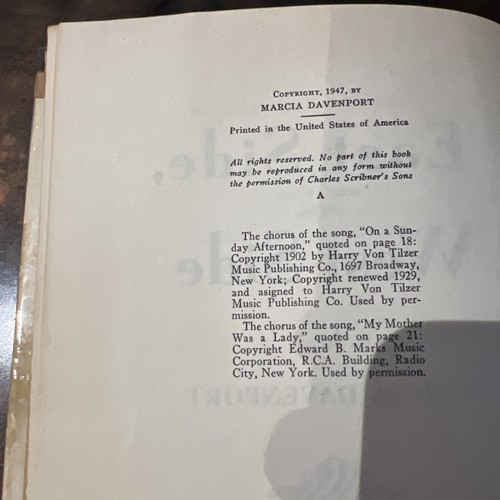 Copyright, 1947, by
MARCIA DAVENPORT
Printed in the United States of America
All rights reserved. No part of this book
may be reproduced in any form without
the permission of Charles Scribner's Sons
A
The chorus of the song, "On a Sun-
day Afternoon," quoted on page 18:
Copyright 1902 by Harry Von Tilzer
Music Publishing Co., 1697 Broadway,
New York; Copyright renewed 1929,
and asigned to Harry Von Tilzer
Music Publishing Co. Used by per-
mission.
The chorus of the song, "My Mother
Was a Lady," quoted on page 21:
Copyright Edward B. Marks Music
Corporation, R.C.A. Building, Radio
City, New York. Used by permission.